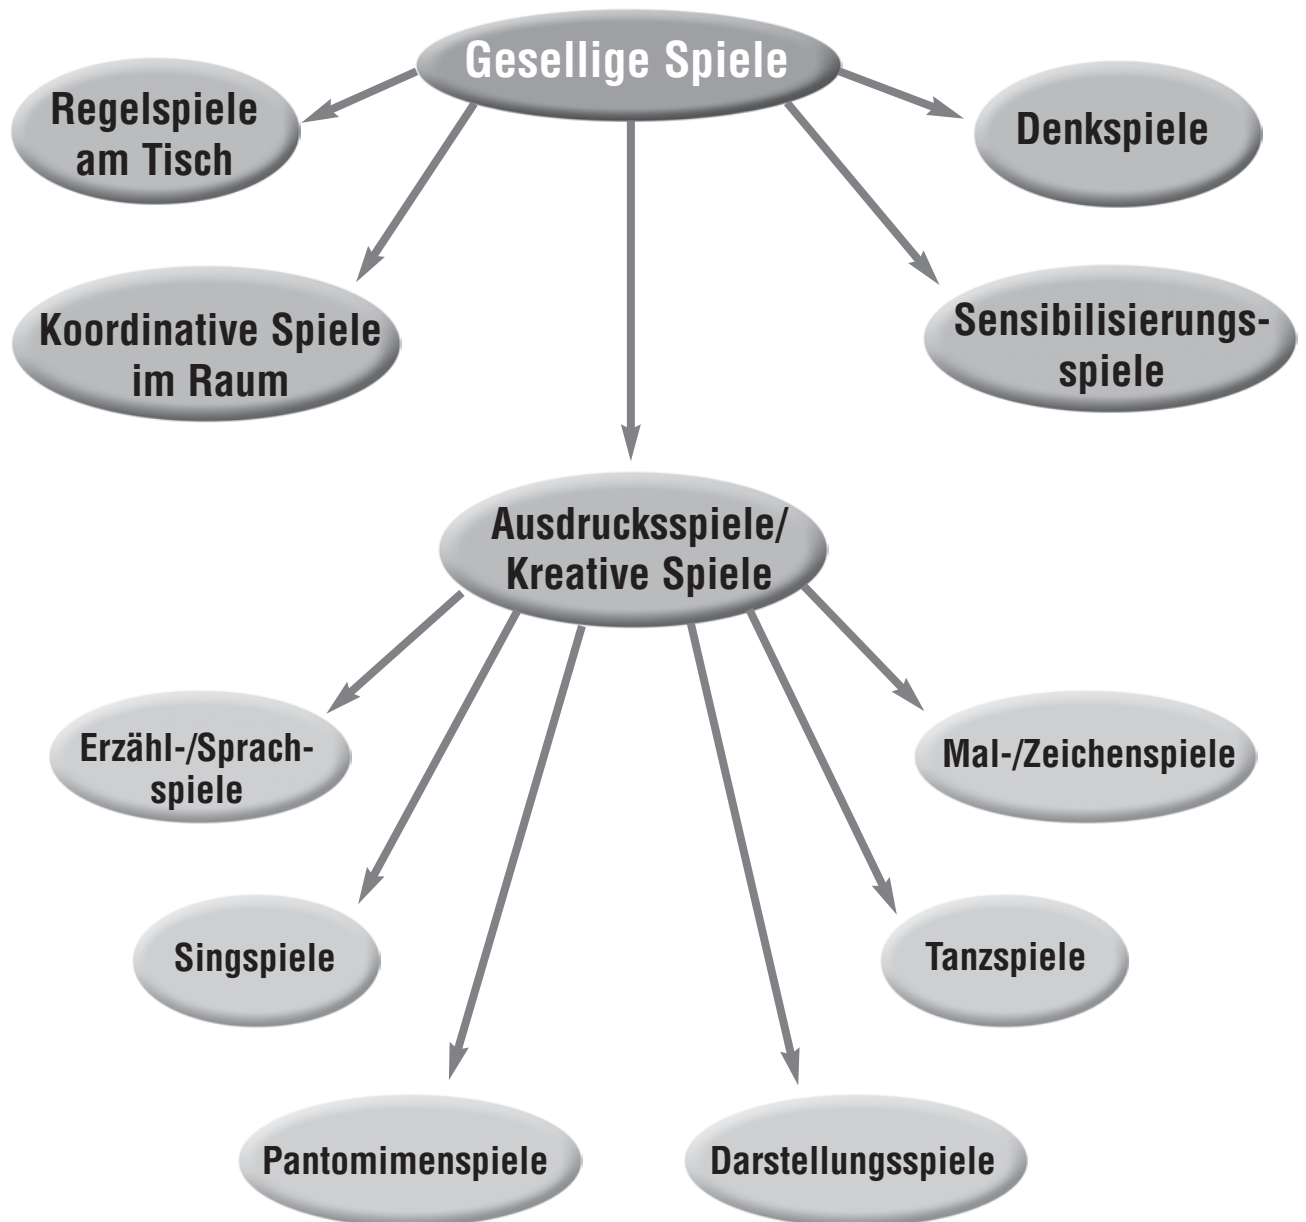 Gesellige Spiele
Regelspiele
am Tisch
Denkspiele
Koordinative Spiele
im Raum
Sensibilisierungs-
spiele
Ausdrucksspiele/
Kreative Spiele
Erzähl-/Sprach-
spiele
Mal-/Zeichenspiele
Singspiele
Tanzspiele
Pantomimenspiele
Darstellungsspiele